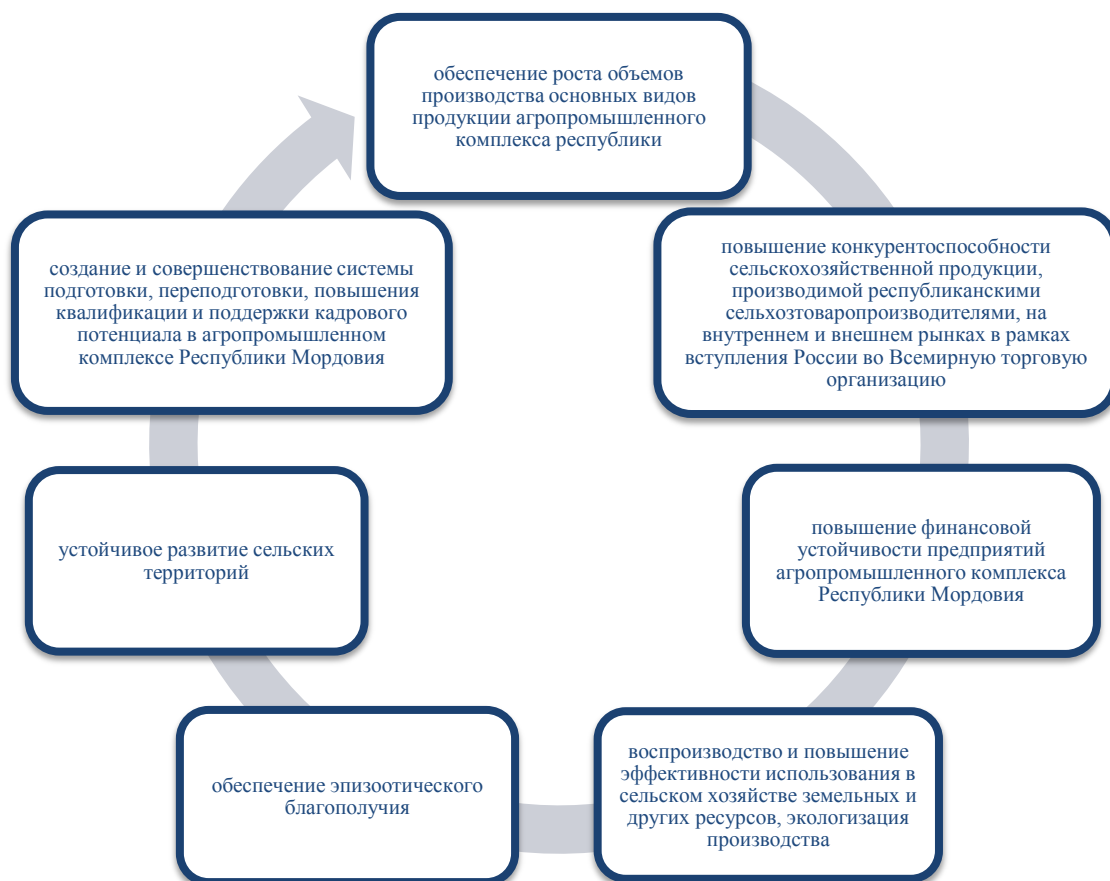 обеспечение роста объемов
производства основных видов
продукции агропромышленного
комплекса республики
повышение конкурентоспособности
сельскохозяйственной продукции,
производимой республиканскими
сельхозтоваропроизводителями, на
внутреннем и внешнем рынках в рамках
вступления России во Всемирную торговую
организацию
повышение финансовой
устойчивости предприятий
агропромышленного комплекса
Республики Мордовия
воспроизводство и повышение
эффективности использования в
сельском хозяйстве земельных и
других ресурсов, экологизация
производства
обеспечение эпизоотического
благополучия
устойчивое развитие сельских
территорий
создание и совершенствование системы
подготовки, переподготовки, повышения
квалификации и поддержки кадрового
потенциала в агропромышленном
комплексе Республики Мордовия